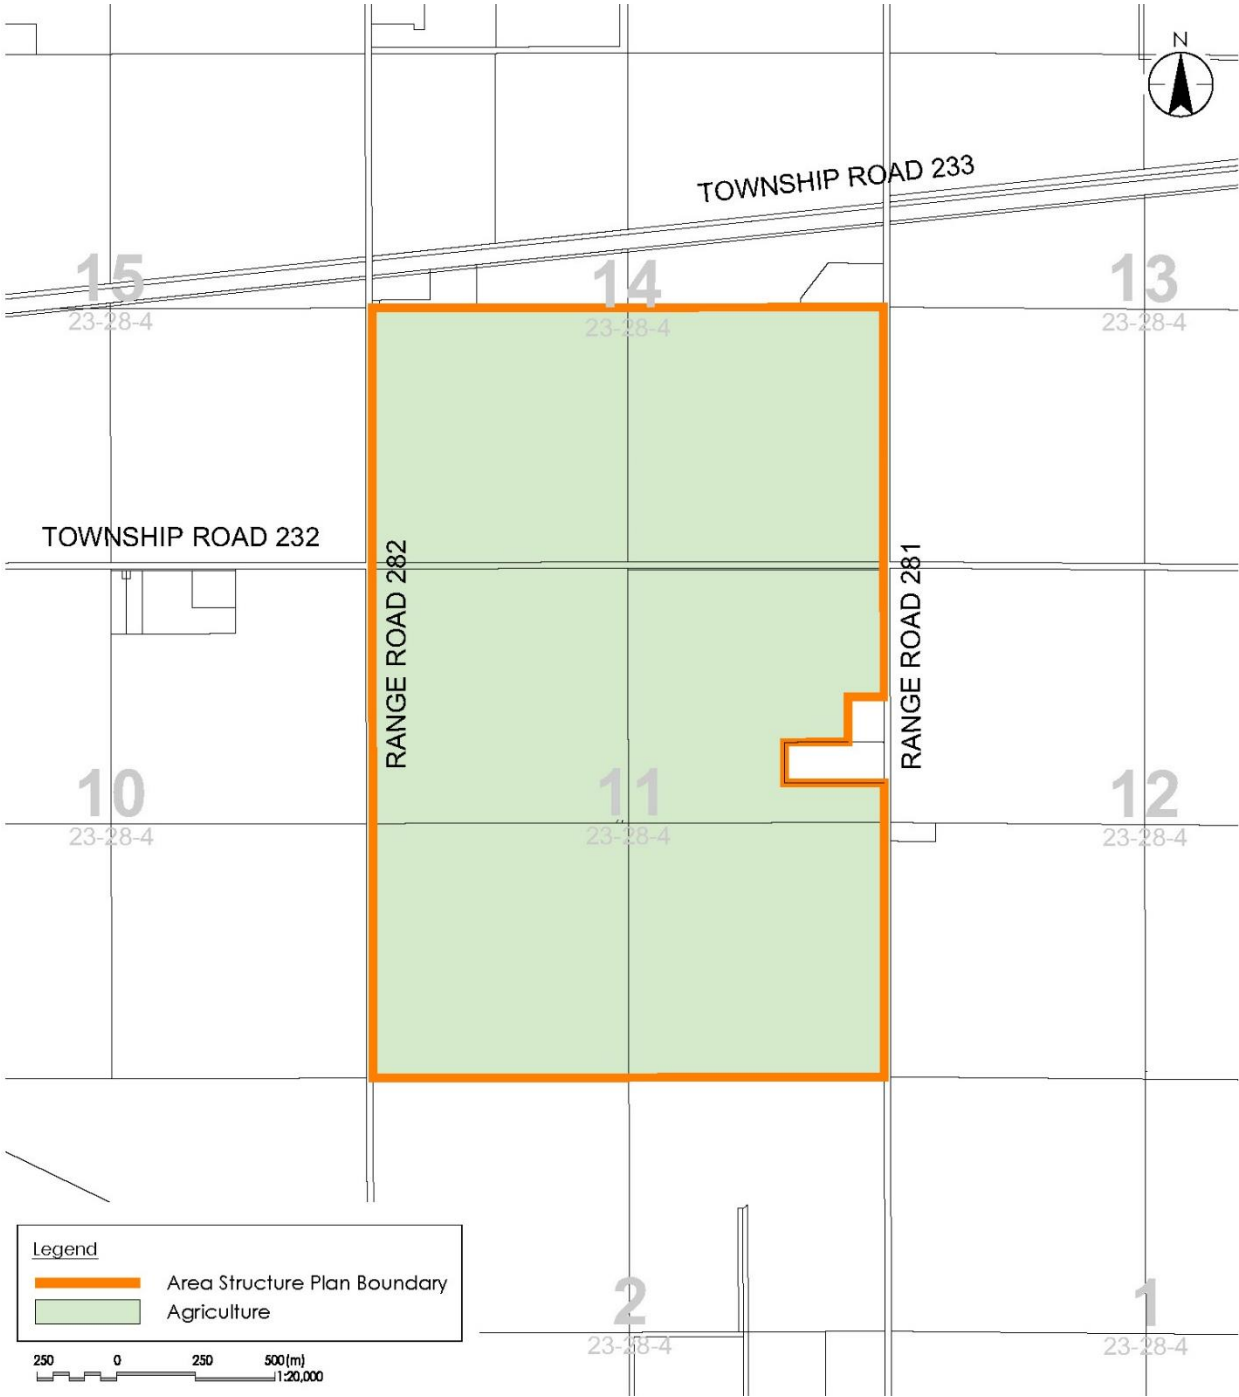 N
TOWNSHIP ROAD 233
15
23-28-4
14
23-28-4
13
23-28-4
TOWNSHIP ROAD 232
RANGE ROAD 282
RANGE ROAD 281
10
23-28-4
11
23-28-4
12
23-28-4
Legend
Area Structure Plan Boundary
Agriculture
2
23-28-4
1
23-28-4
250 0 250 500(m)
1:20,000